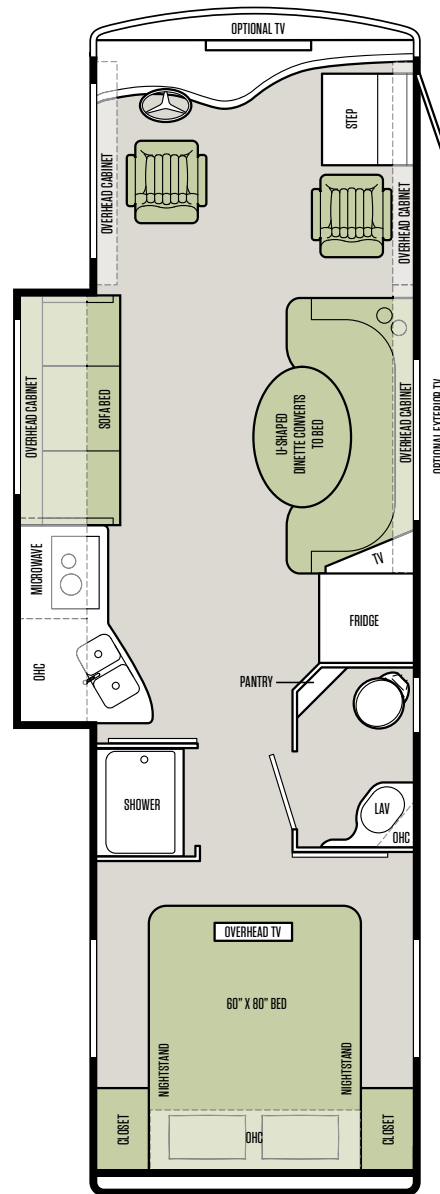 OPTIONAL TV
STEP
OVERHEAD CABINET
OVERHEAD CABINET
OVERHEAD CABINET
SOFA BED
U-SHAPED
DINETTE CONVERTS
TO BED
OVERHEAD CABINET
OPTIONAL EXTERIOR TV
MICROWAVE
TV
OHC
FRIDGE
PANTRY
SHOWER
LAV
OHC
OVERHEAD TV
60" X 80" BED
NIGHTSTAND
NIGHTSTAND
CLOSET
OHC
CLOSET